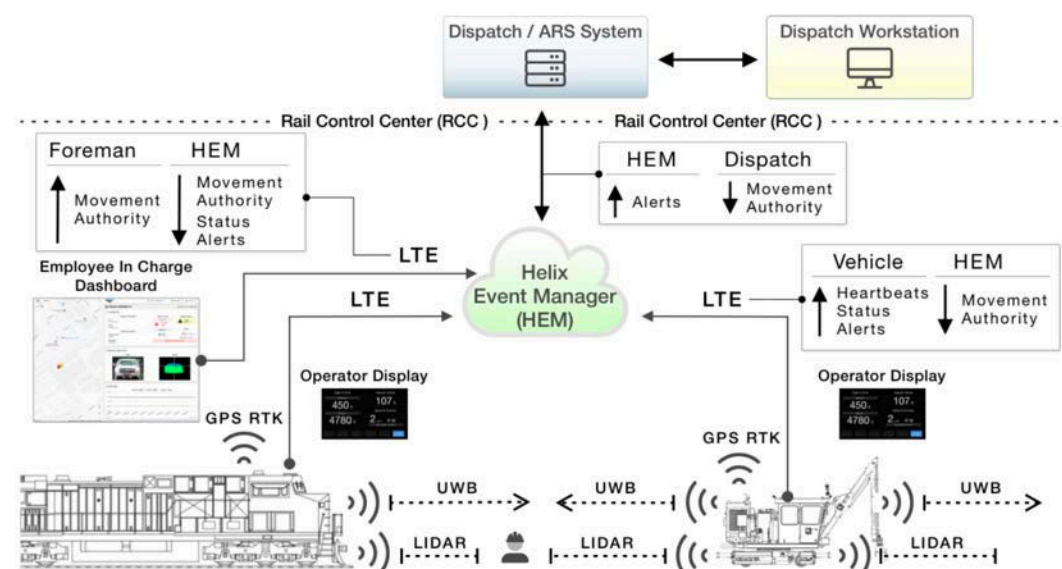 Dispatch / ARS System
Dispatch Workstation
Rail Control Center (RCC )
Rail Control Center (RCC )
Foreman
HEM
Movement
Authority
Movement
Authority
Status
Alerts
HEM
Dispatch
Alerts
Movement
Authority
LTE
Employee In Charge
Dashboard
LTE
Helix
Event Manager
(HEM)
LTE
Vehicle
HEM
Heartbeats
Status
Alerts
Movement
Authority
Operator Display
450
107
4780
2
Operator Display
450
107
4780
2
GPS RTK
GPS RTK
UWB
UWB
UWB
LIDAR
LIDAR
LIDAR